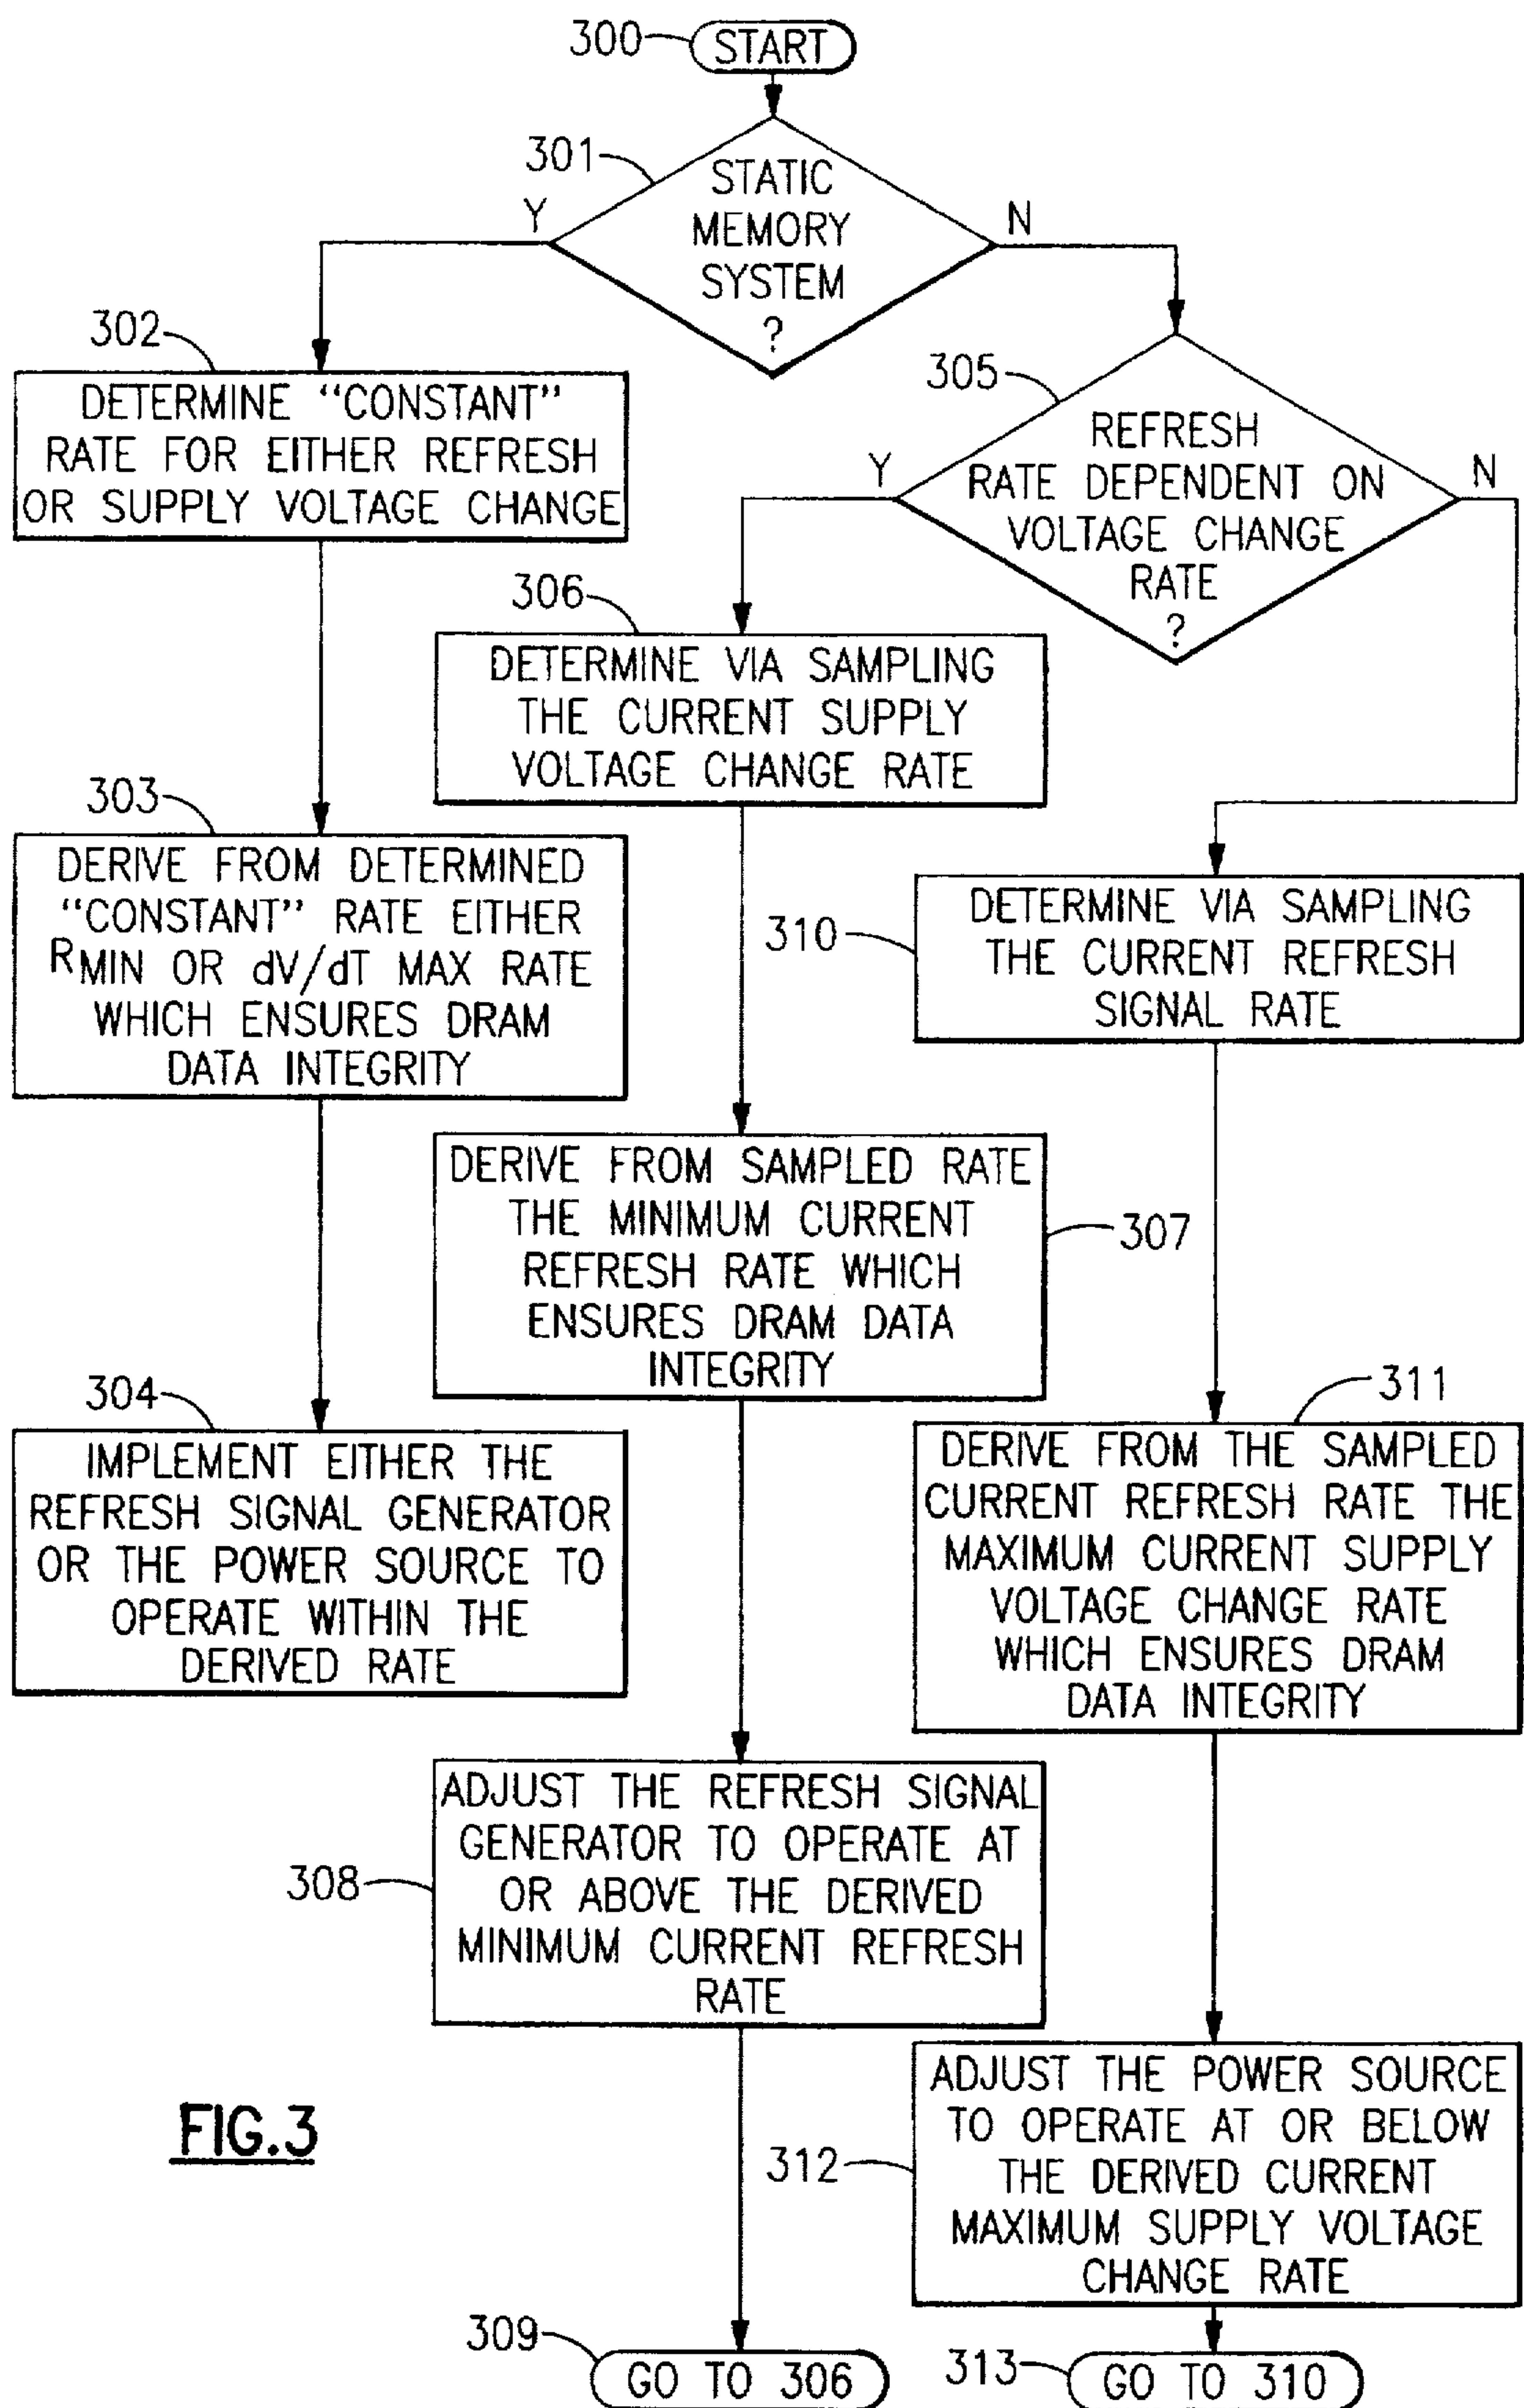 300
START
301
STATIC
MEMORY
SYSTEM
?
Y
N
302
DETERMINE “CONSTANT”
RATE FOR EITHER REFRESH
OR SUPPLY VOLTAGE CHANGE
305
REFRESH
RATE DEPENDENT ON
VOLTAGE CHANGE
RATE
?
Y
N
306
DETERMINE VIA SAMPLING
THE CURRENT SUPPLY
VOLTAGE CHANGE RATE
303
DERIVE FROM DETERMINED
“CONSTANT” RATE EITHER
RMIN OR dV/dT MAX RATE
WHICH ENSURES DRAM
DATA INTEGRITY
310
DETERMINE VIA SAMPLING
THE CURRENT REFRESH
SIGNAL RATE
DERIVE FROM SAMPLED RATE
THE MINIMUM CURRENT
REFRESH RATE WHICH
ENSURES DRAM DATA
INTEGRITY
307
304
IMPLEMENT EITHER THE
REFRESH SIGNAL GENERATOR
OR THE POWER SOURCE TO
OPERATE WITHIN THE
DERIVED RATE
311
DERIVE FROM THE SAMPLED
CURRENT REFRESH RATE THE
MAXIMUM CURRENT SUPPLY
VOLTAGE CHANGE RATE
WHICH ENSURES DRAM
DATA INTEGRITY
308
ADJUST THE REFRESH SIGNAL
GENERATOR TO OPERATE AT
OR ABOVE THE DERIVED
MINIMUM CURRENT REFRESH
RATE
312
ADJUST THE POWER SOURCE
TO OPERATE AT OR BELOW
THE DERIVED CURRENT
MAXIMUM SUPPLY VOLTAGE
CHANGE RATE
FIG.3
309
GO TO 306
313
GO TO 310